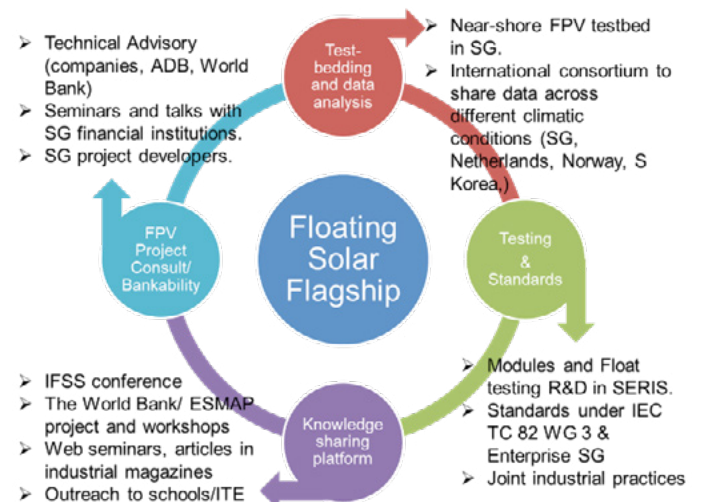 ➢ Technical Advisory
(companies, ADB, World
Bank)
➢ Seminars and talks with
SG financial institutions.
➢ SG project developers.
Test-
bedding
and data
analysis
➢ Near-shore FPV testbed
in SG.
➢ International consortium to
share data across
different climatic
conditions (SG,
Netherlands, Norway, S
Korea,)
FPV
Project
Consult/
Bankability
Floating
Solar
Flagship
Testing
&
Standards
➢ IFSS conference
➢ The World Bank/ ESMAP
project and workshops
➢ Web seminars, articles in
industrial magazines
➢ Outreach to schools/ITE
Knowledge
sharing
platform
➢ Modules and Float
testing R&D in SERIS.
➢ Standards under IEC
TC 82 WG 3 &
Enterprise SG
➢ Joint industrial practices